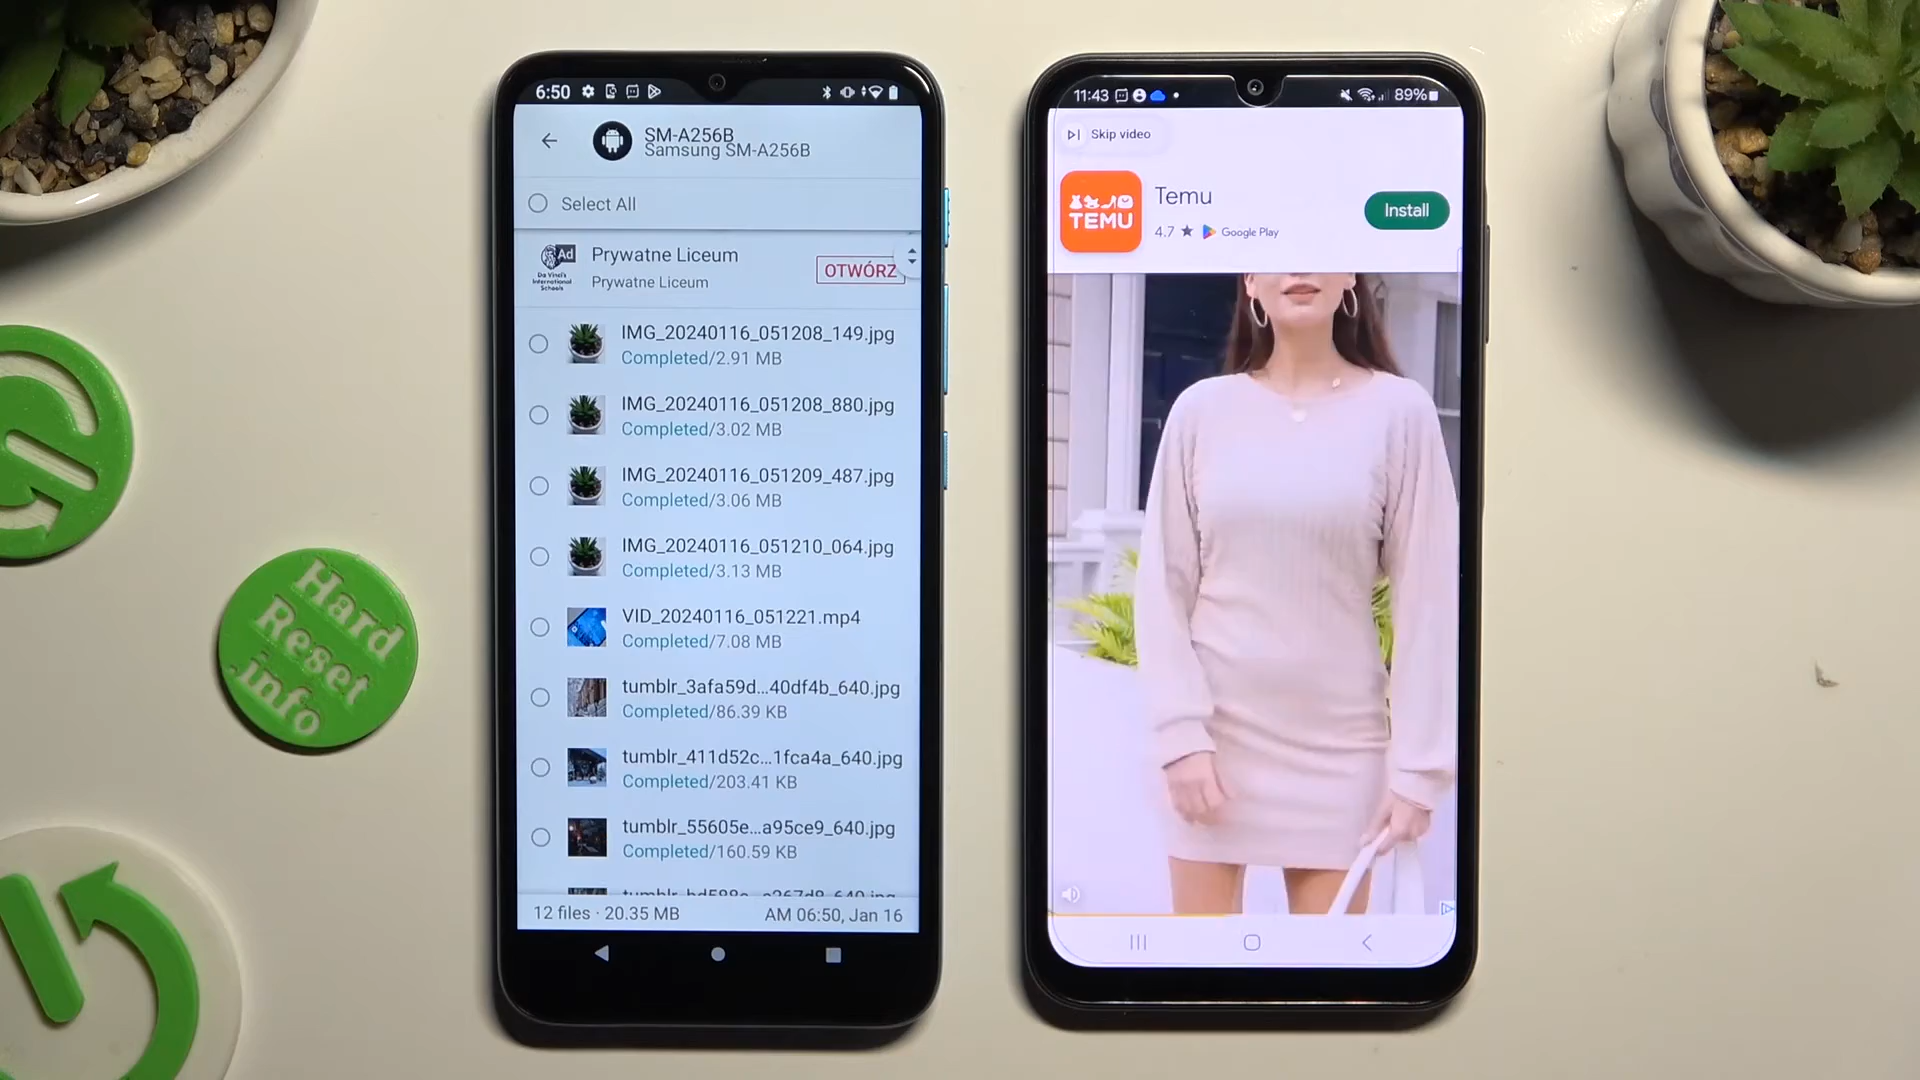 6:50
SM-A256B
Samsung SM-A256B
Select All
Ad
Da Vinci's
International
Schools
Prywatne Liceum
Prywatne Liceum
OTWÓRZ
IMG_20240116_051208_149.jpg
Completed/2.91 MB
IMG_20240116_051208_880.jpg
Completed/3.02 MB
IMG_20240116_051209_487.jpg
Completed/3.06 MB
IMG_20240116_051210_064.jpg
Completed/3.13 MB
VID_20240116_051221.mp4
Completed/7.08 MB
tumblr_3afa59d...40df4b_640.jpg
Completed/86.39 KB
tumblr_411d52c...1fca4a_640.jpg
Completed/203.41 KB
tumblr_55605e...a95ce9_640.jpg
Completed/160.59 KB
12 files · 20.35 MB
AM 06:50, Jan 16
11:43
89%
Skip video
TEMU
Temu
4.7 ★ Google Play
Install
Hard
Reset
.info